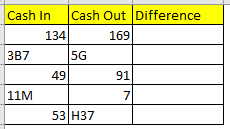 Cash In Cash Out Difference
134 169
3B7 5G
49 91
11M 7
53 H37